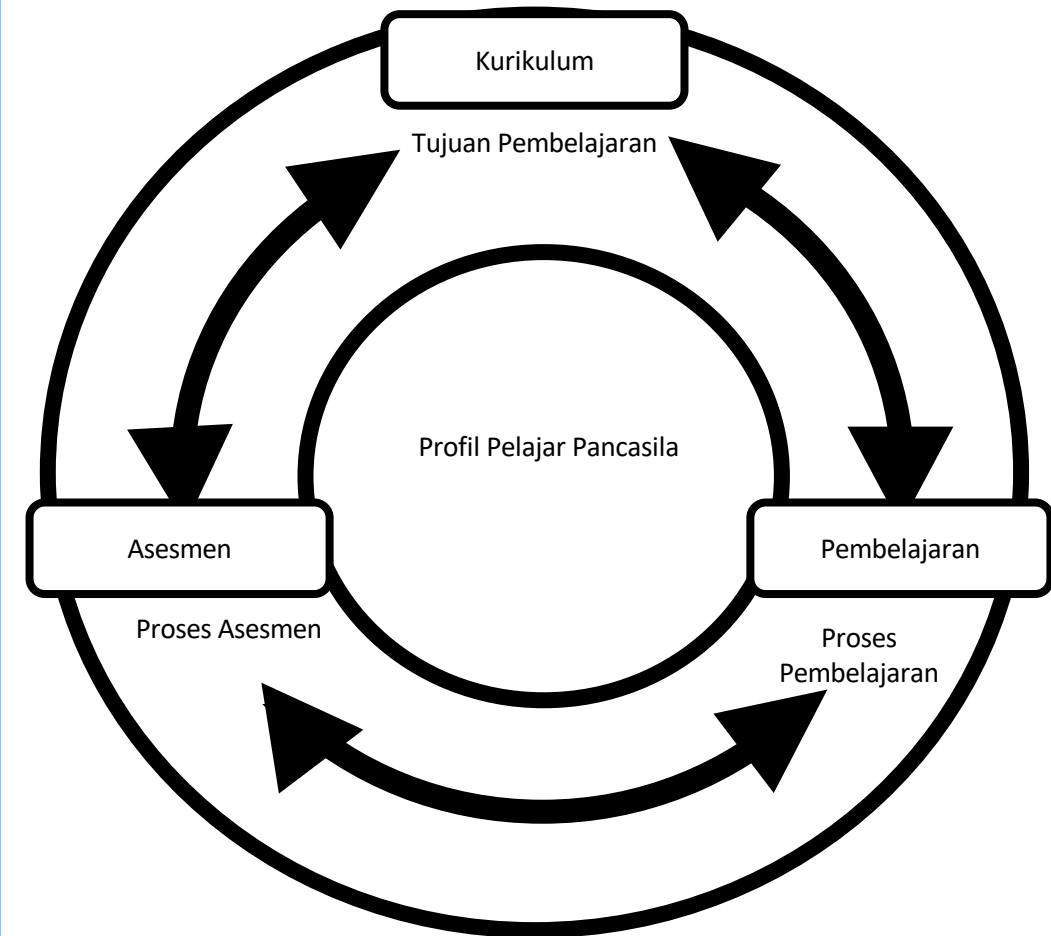 Kurikulum
Tujuan Pembelajaran
Profil Pelajar Pancasila
Asesmen
Pembelajaran
Proses Asesmen
Proses
Pembelajaran